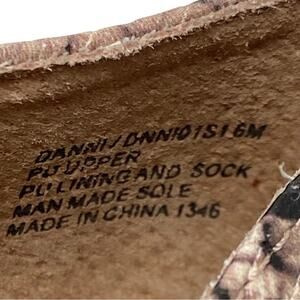 DANNI / DNNI01S1 6M
PU UPPER
PU LINING AND SOCK
MAN MADE SOLE
MADE IN CHINA 1346